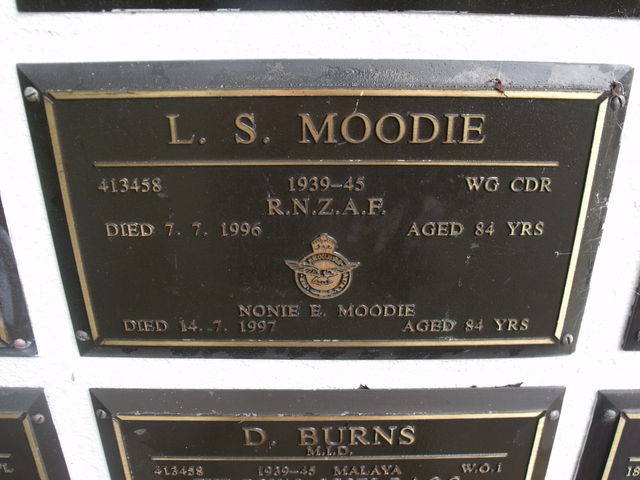 L. S. MOODIE
413458 1939-45 WG CDR
R.N.Z.A.F.
DIED 7. 7. 1996 AGED 84 YRS
NONIE E. MOODIE
DIED 14. 7. 1997 AGED 84 YRS
D. BURNS
M.I.D.
413458 1939-45 MALAYA W.O.1